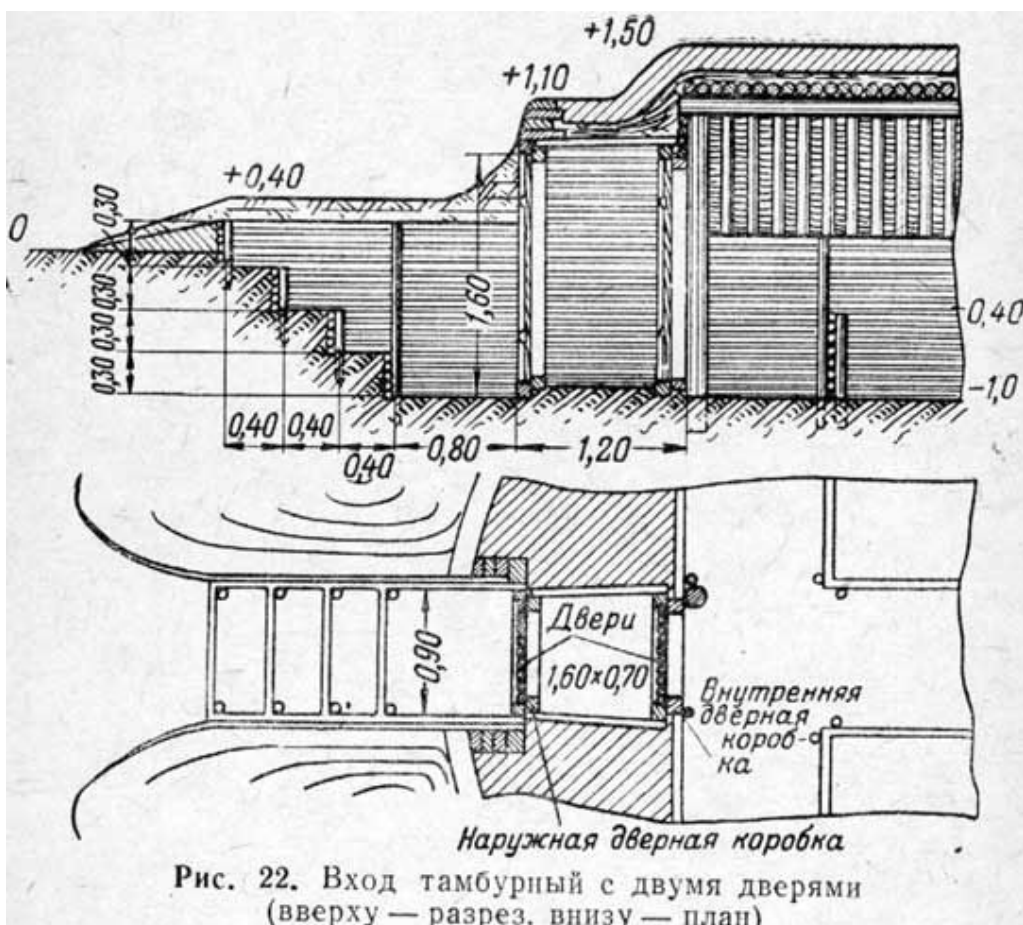 +1,50
+1,10
+0,40
0
0,30
0,30
0,30
0,30
1,60
0,40
-1,0
0,40
0,40
0,40
0,80
1,20
0,90
Двери
1,60×0,70
Внутренняя
дверная
короб-
ка
Наружная дверная коробка
Рис. 22. Вход тамбурный с двумя дверями
(вверху — разрез, внизу — план)